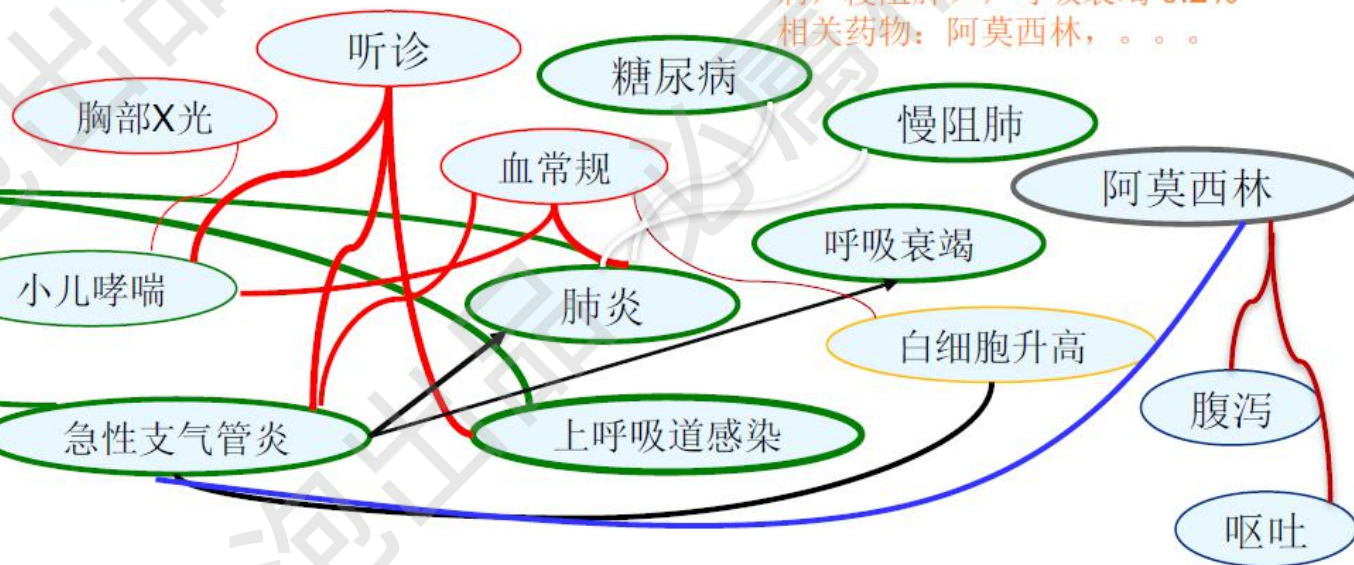 相关药物：阿莫西林，。。。
听诊
糖尿病
胸部X光
慢阻肺
血常规
阿莫西林
呼吸衰竭
小儿哮喘
肺炎
白细胞升高
腹泻
急性支气管炎
上呼吸道感染
呕吐